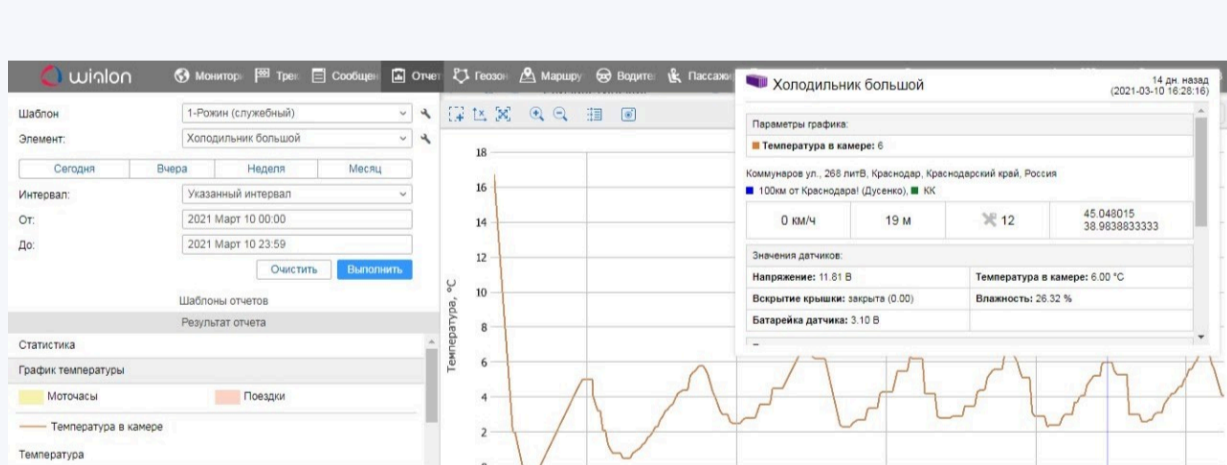 wialon
Монитор
Трек
Сообщен
Отчет
Геозон
Маршру
Водите
Пассажи
Шаблон
1-Рожин (служебный)
Элемент:
Холодильник большой
Сегодня
Вчера
Неделя
Месяц
Интервал:
Указанный интервал
От:
2021 Март 10 00:00
До:
2021 Март 10 23:59
Очистить
Выполнить
Шаблоны отчетов
Результат отчета
Статистика
График температуры
Моточасы
Поездки
Температура в камере
Температура
Температура, °C
18
16
14
12
10
8
6
4
2
Холодильник большой
14 дн. назад
(2021-03-10 16:28:16)
Параметры графика:
Температура в камере: 6
Коммунаров ул., 268 литВ, Краснодар, Краснодарский край, Россия
100км от Краснодара! (Дусенко), КК
0 км/ч
19 м
12
45.048015
38.9838833333
Значения датчиков:
Напряжение: 11.81 В
Температура в камере: 6.00 °C
Вскрытие крышки: закрыта (0.00)
Влажность: 26.32 %
Батарейка датчика: 3.10 В